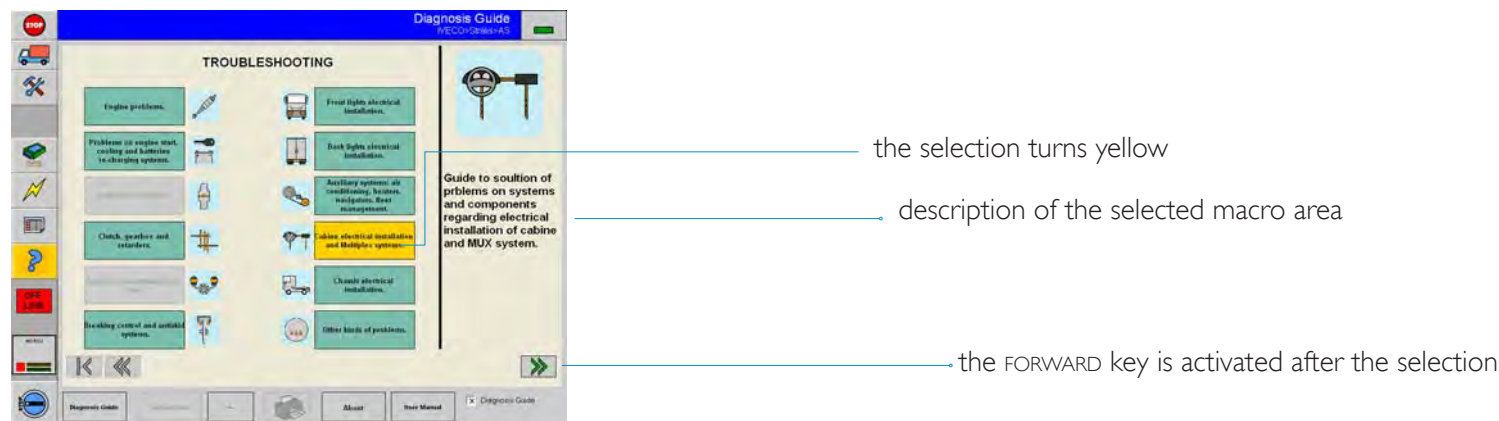 STOP
Diagnosis Guide
IVECO>Stralis>AS
TROUBLESHOOTING
Engine problems.
Front lights electrical
installation.
Problems on engine start,
cooling and batteries
re-charging systems.
Back lights electrical
installation.
Auxiliary systems: air
conditioning, heaters,
navigators, fleet
management.
Clutch, gearbox and
retarders.
Cabine electrical installation
and Multiplex systems.
Chassis electrical
installation.
Breaking control and antiskid
systems.
Other kinds of problems.
Guide to soultion of
prblems on systems
and components
regarding electrical
installation of cabine
and MUX system.
OFF
LINE
MENU
STOP
Diagnosis Guide
About
User Manual
x Diagnosis Guide
the selection turns yellow
description of the selected macro area
the FORWARD key is activated after the selection